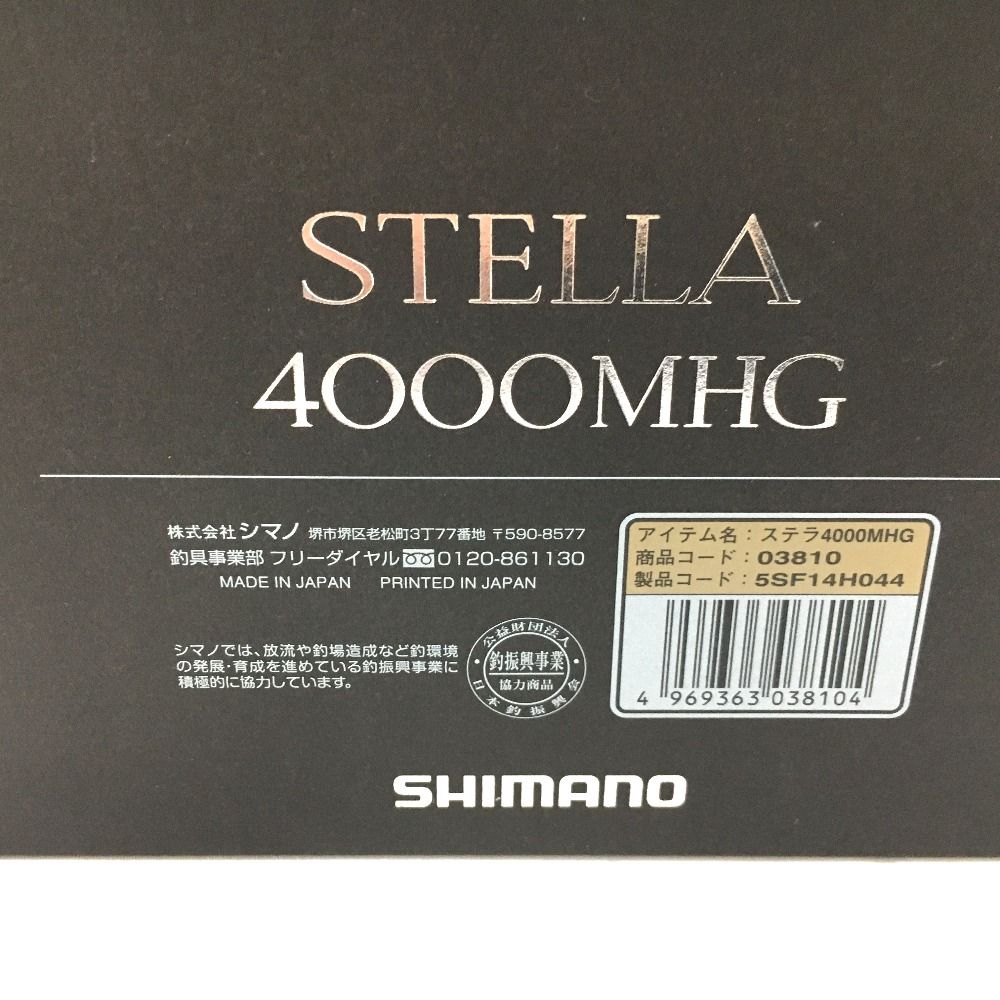 STELLA
4000MHG
株式会社シマノ 堺市堺区老松町3丁77番地 〒590-8577
釣具事業部 フリーダイヤル 0120-861130
MADE IN JAPAN PRINTED IN JAPAN
シマノでは、放流や釣場造成など釣環境
の発展・育成を進めている釣振興事業に
積極的に協力しています。
公益財団法人
釣振興事業
協力商品
日本釣振興会
アイテム名：ステラ4000MHG
商品コード：03810
製品コード：5SF14H044
4 969363 038104
SHIMANO